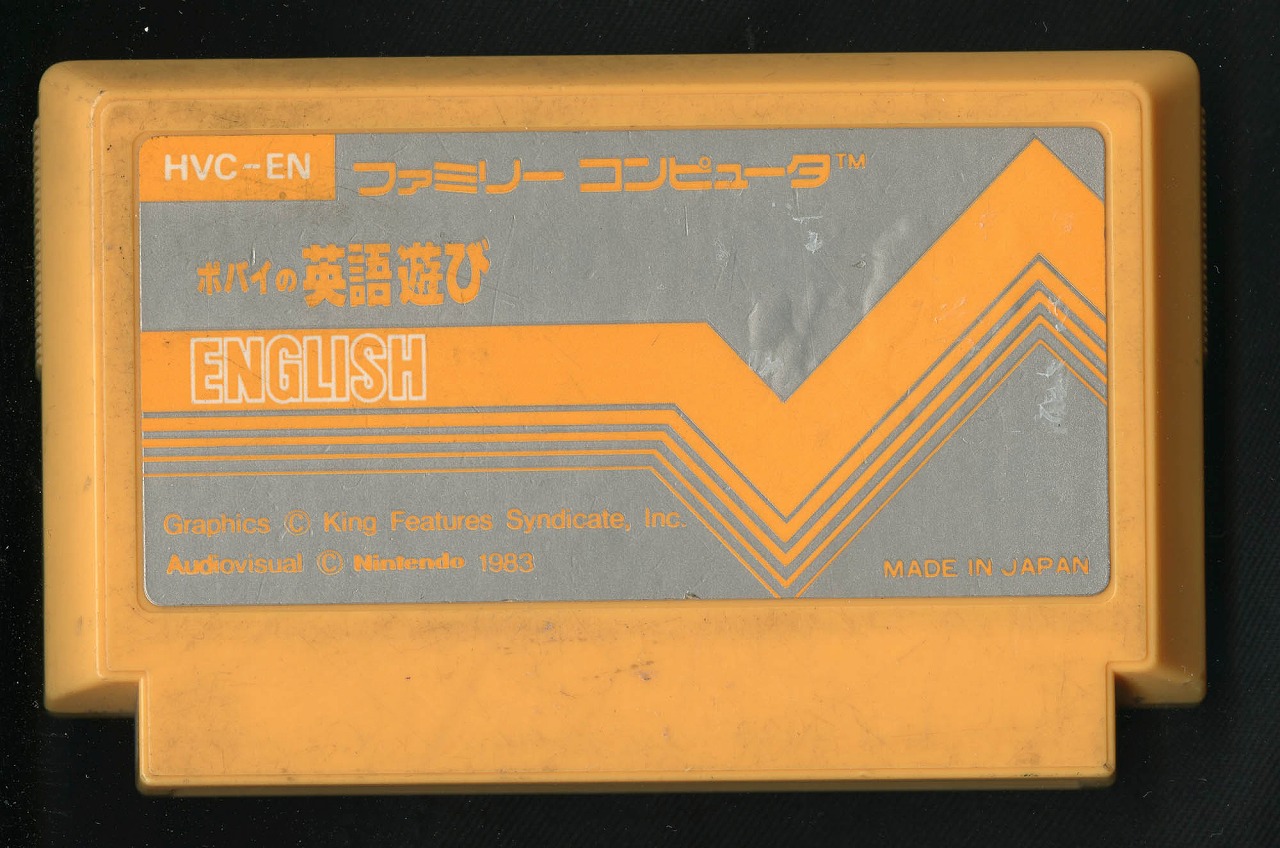 HVC-EN
ファミリー コンピュータ™
ポパイの英語遊び
ENGLISH
Graphics © King Features Syndicate, Inc.
Audiovisual © Nintendo 1983
MADE IN JAPAN